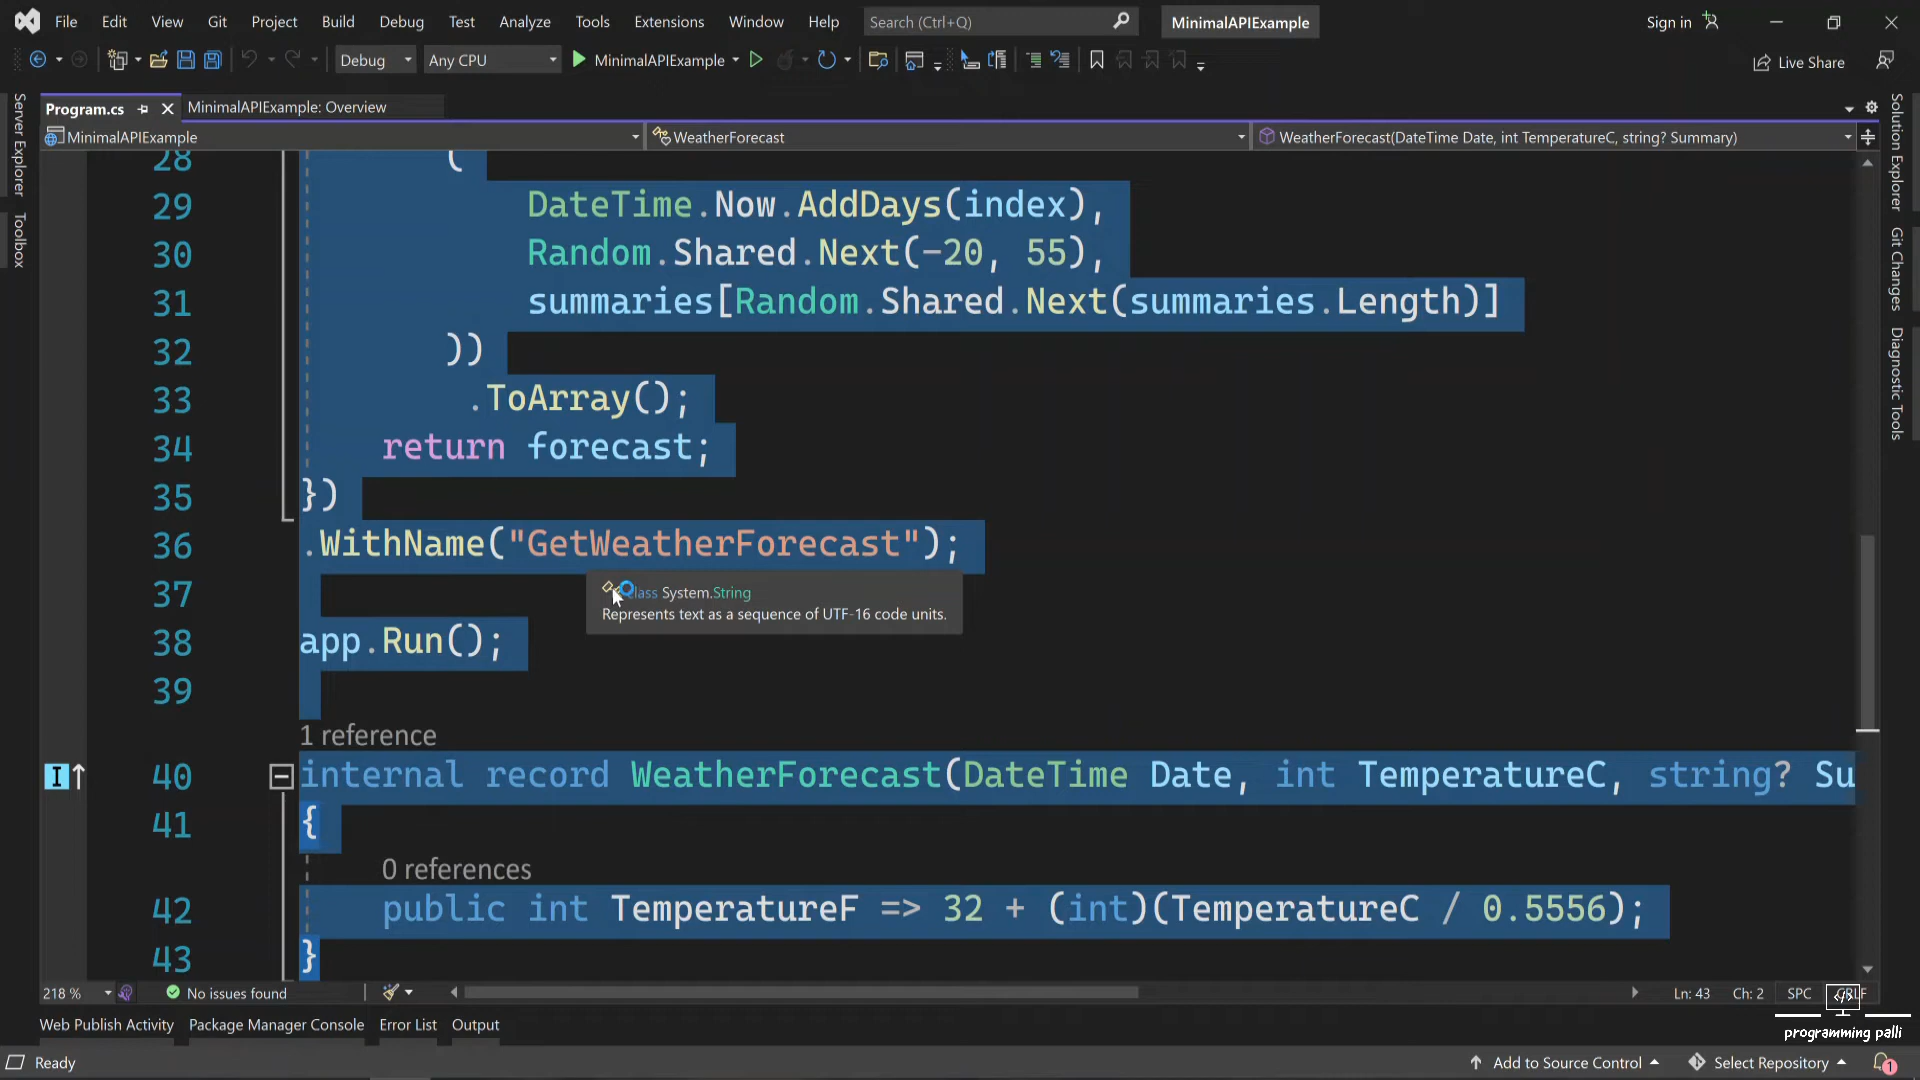 File Edit View Git Project Build Debug Test Analyze Tools Extensions Window Help Search (Ctrl+Q) MinimalAPIExample Sign in
Debug Any CPU MinimalAPIExample Live Share
Program.cs MinimalAPIExample: Overview
MinimalAPIExample WeatherForecast WeatherForecast(DateTime Date, int TemperatureC, string? Summary)
Server Explorer
Toolbox
28 (
29 DateTime.Now.AddDays(index),
30 Random.Shared.Next(-20, 55),
31 summaries[Random.Shared.Next(summaries.Length)]
32 ))
33 .ToArray();
34 return forecast;
35 })
36 .WithName("GetWeatherForecast");
37
class System.String
Represents text as a sequence of UTF-16 code units.
38 app.Run();
39
1 reference
40 internal record WeatherForecast(DateTime Date, int TemperatureC, string? Su
41 {
0 references
42 public int TemperatureF => 32 + (int)(TemperatureC / 0.5556);
43 }
Solution Explorer
Git Changes
Diagnostic Tools
218 % No issues found Ln: 43 Ch: 2 SPC CRLF
Web Publish Activity Package Manager Console Error List Output
programming palli
Ready Add to Source Control Select Repository 1